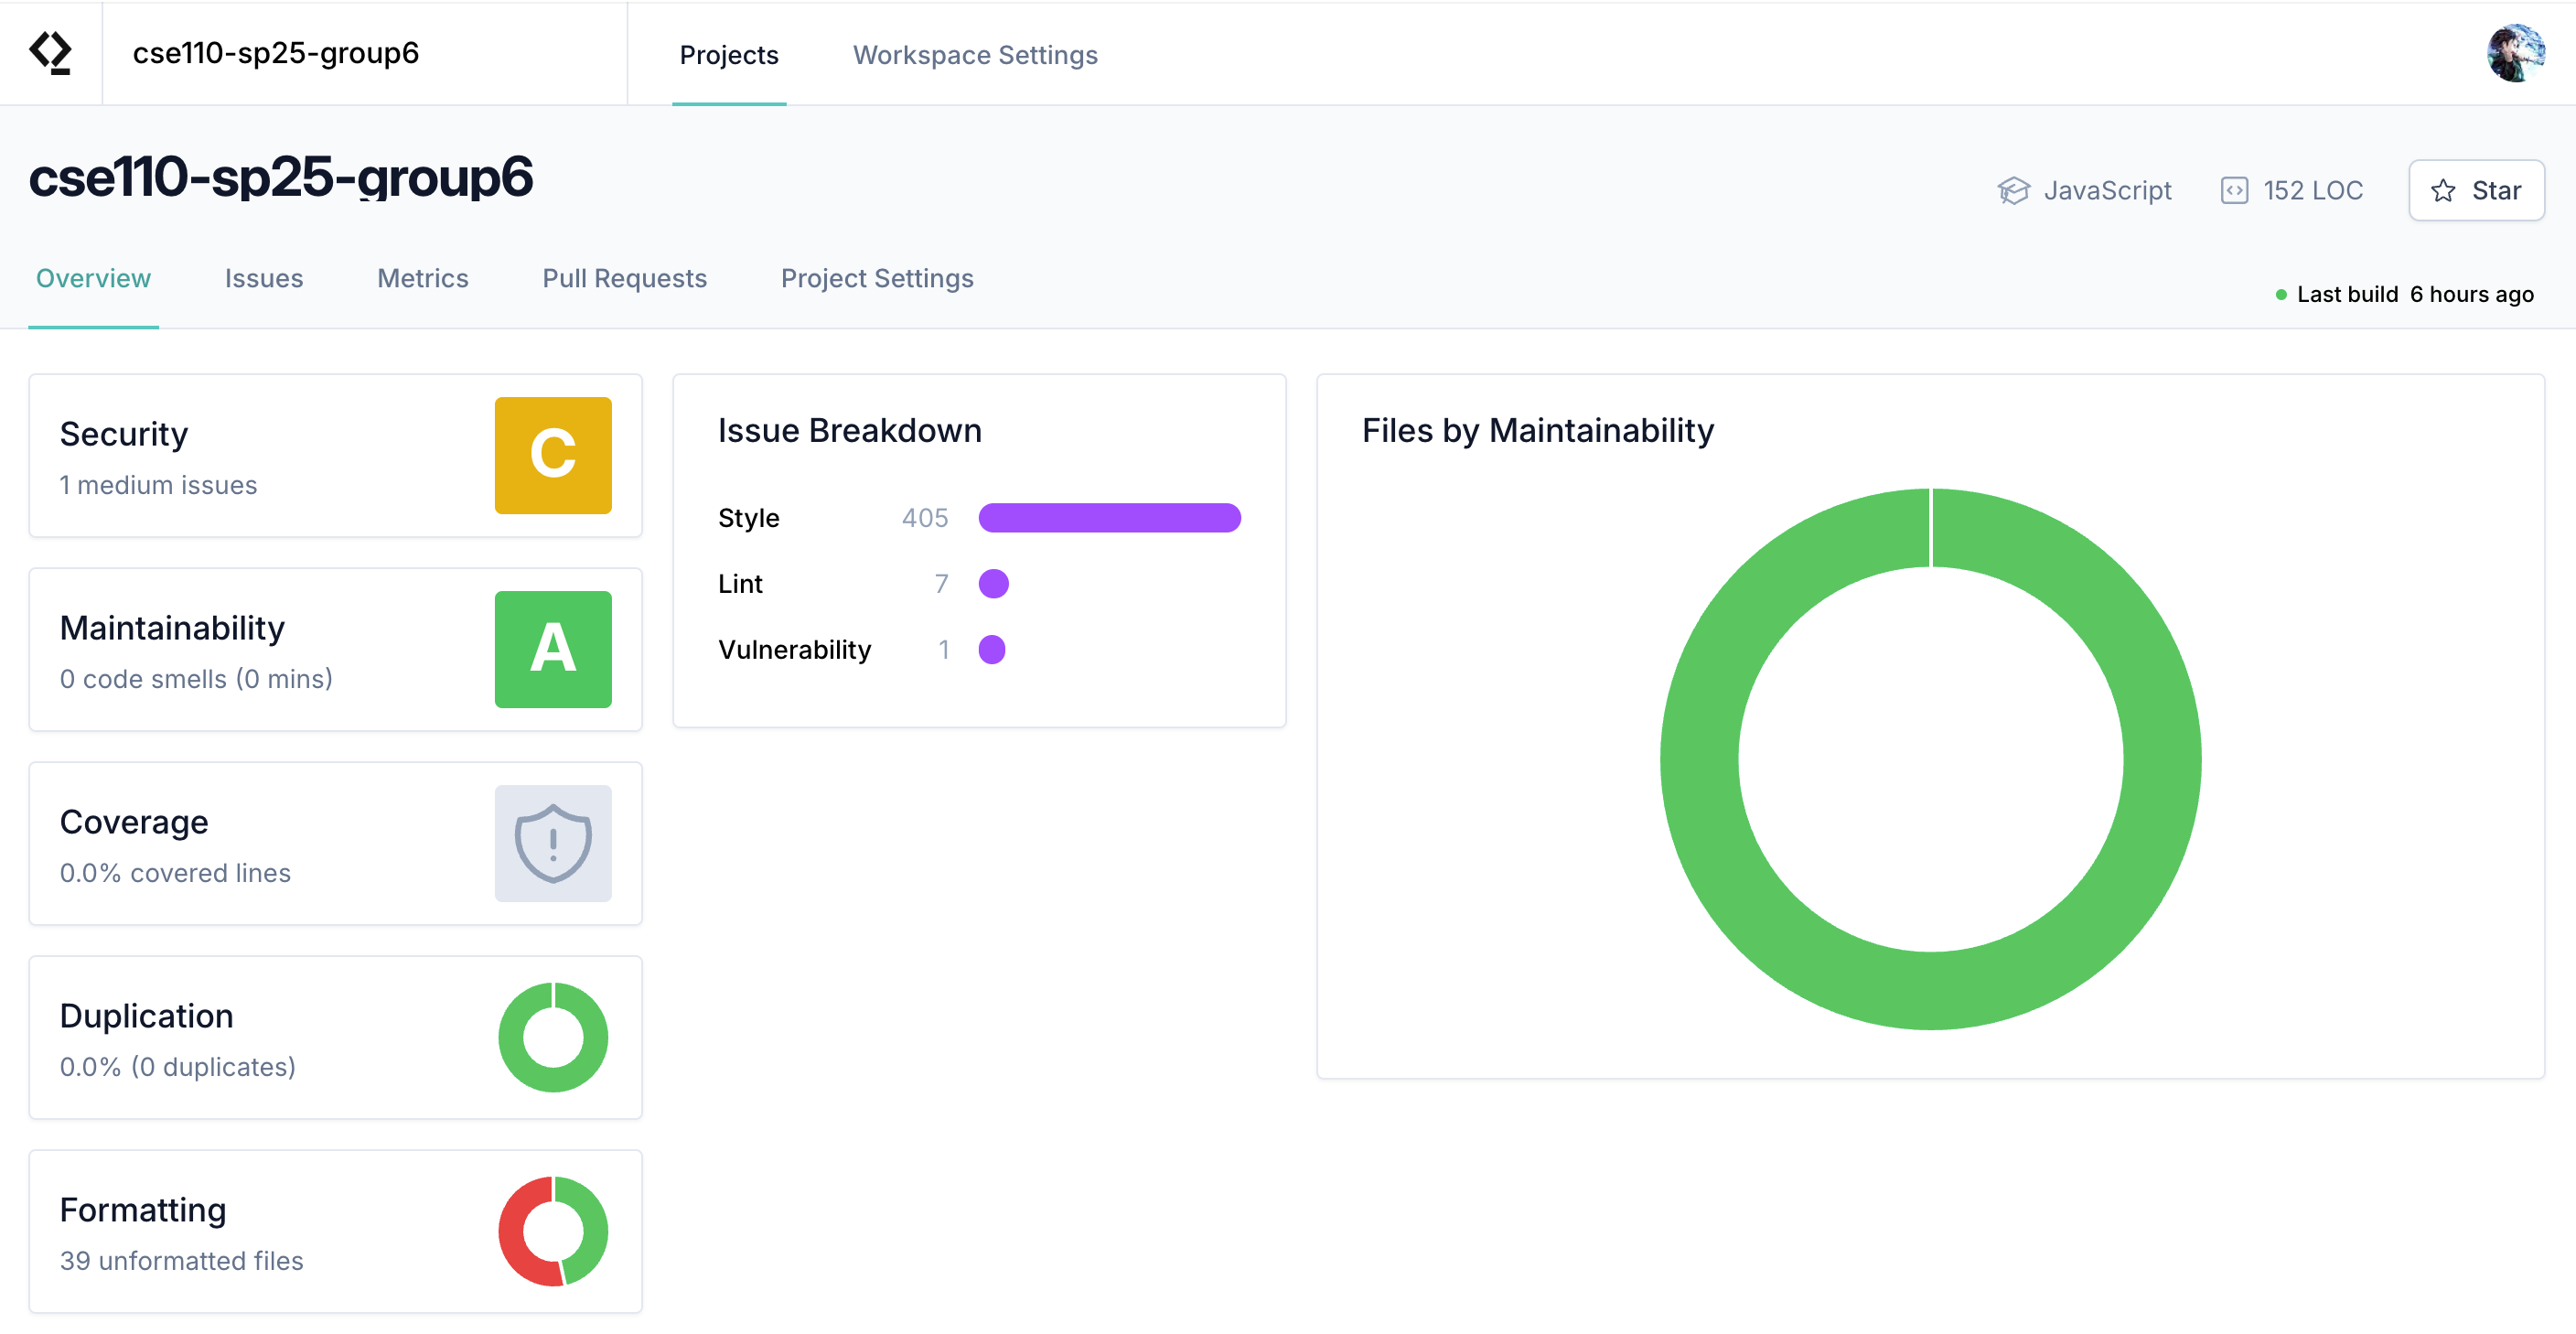 cse110-sp25-group6
Projects
Workspace Settings
cse110-sp25-group6
JavaScript
152 LOC
Star
Overview
Issues
Metrics
Pull Requests
Project Settings
Last build 6 hours ago
Security
1 medium issues
C
Maintainability
0 code smells (0 mins)
A
Coverage
0.0% covered lines
Duplication
0.0% (0 duplicates)
Formatting
39 unformatted files
Issue Breakdown
Style 405
Lint 7
Vulnerability 1
Files by Maintainability